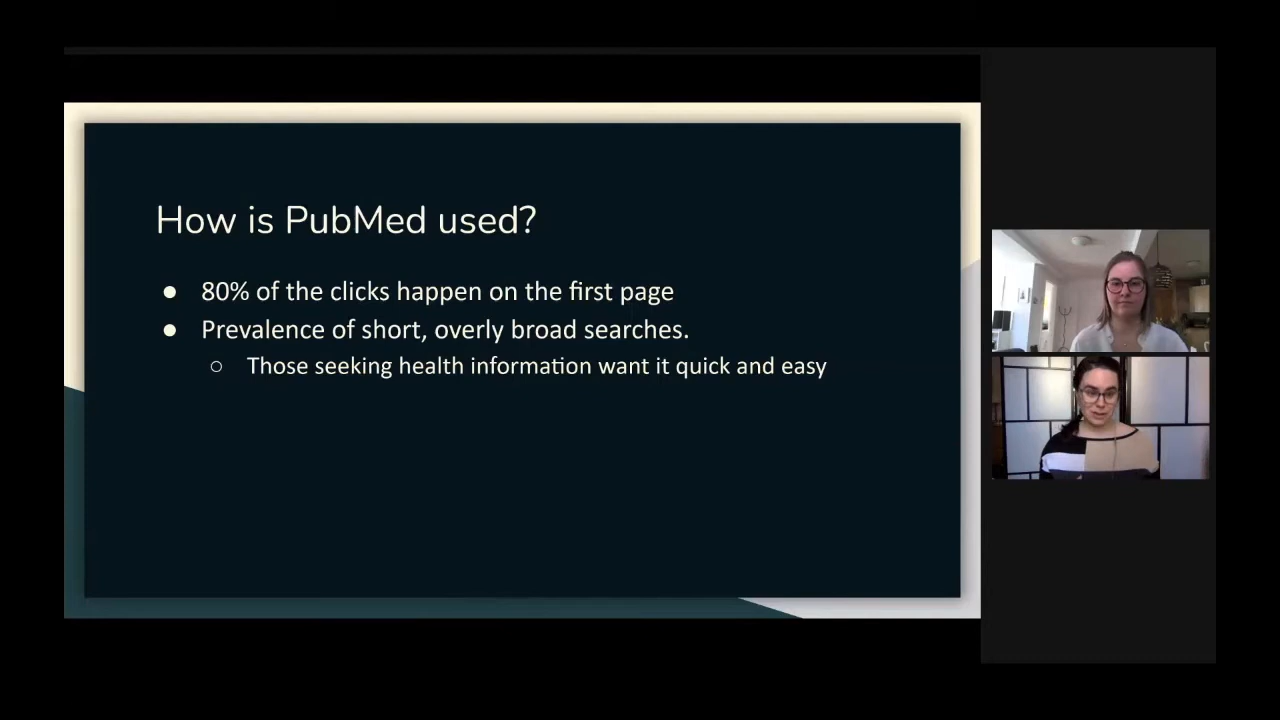 How is PubMed used?
● 80% of the clicks happen on the first page
● Prevalence of short, overly broad searches.
○ Those seeking health information want it quick and easy